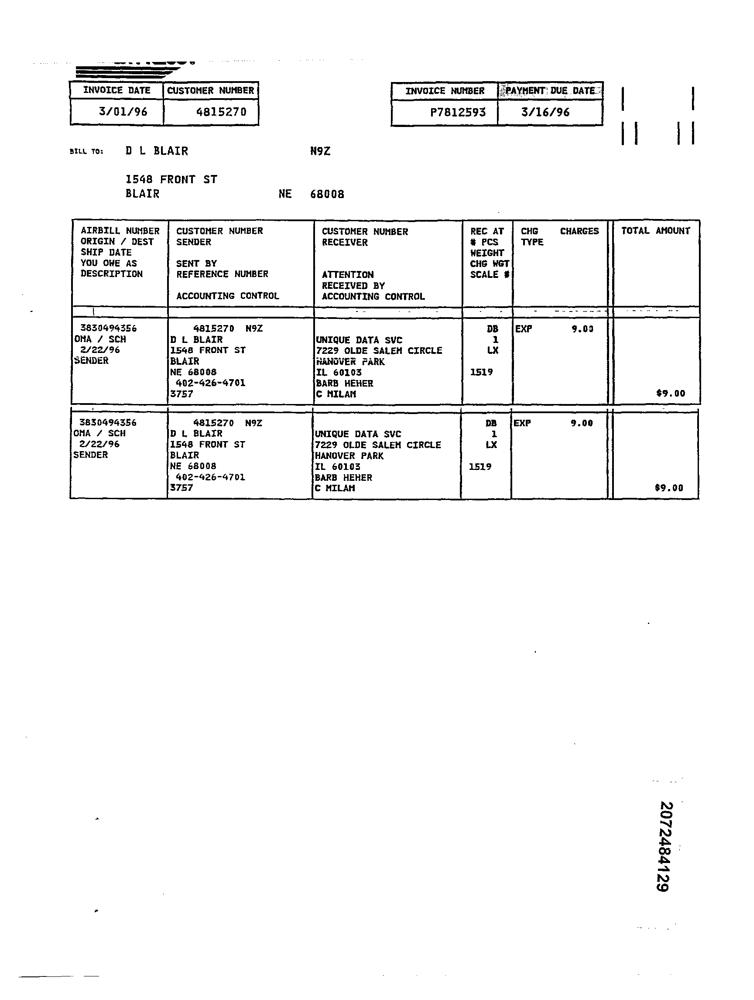 INVOICE DATE CUSTOMER NUMBER INVOICE NUMBER PAYMENT DUE DATE
3/01/96 4815270 P7812593 3/16/96
BILL TO: D L BLAIR N9Z
1548 FRONT ST
BLAIR NE 68008
AIRBILL NUMBER CUSTOMER NUMBER CUSTOMER NUMBER REC AT CHG CHARGES TOTAL AMOUNT
ORIGIN / DEST SENDER RECEIVER # PCS TYPE
SHIP DATE WEIGHT
YOU OWE AS SENT BY CHG WGT
DESCRIPTION REFERENCE NUMBER ATTENTION SCALE #
RECEIVED BY
ACCOUNTING CONTROL ACCOUNTING CONTROL
3830494356 4815270 N9Z DB EXP 9.00
OMA / SCH D L BLAIR UNIQUE DATA SVC 1
2/22/96 1548 FRONT ST 7229 OLDE SALEM CIRCLE LX
SENDER BLAIR HANOVER PARK
NE 68008 IL 60103 1519
402-426-4701 BARB HEHER
3757 C MILAM $9.00
3830494356 4815270 N9Z DB EXP 9.00
OMA / SCH D L BLAIR UNIQUE DATA SVC 1
2/22/96 1548 FRONT ST 7229 OLDE SALEM CIRCLE LX
SENDER BLAIR HANOVER PARK
NE 68008 IL 60103 1519
402-426-4701 BARB HEHER
3757 C MILAM $9.00
2072484129